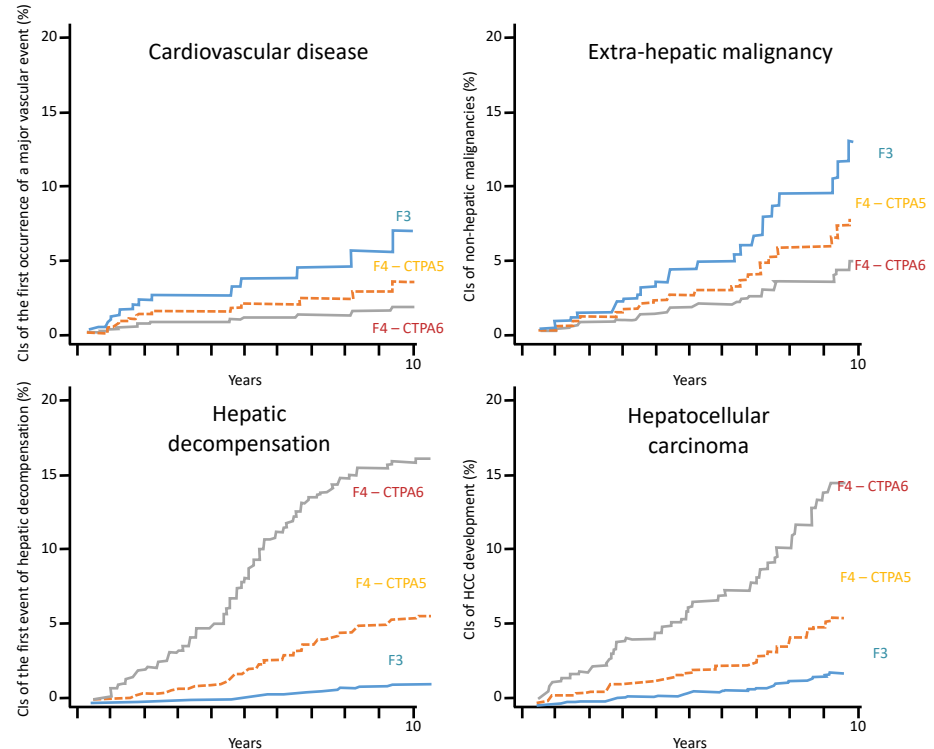 CIs of the first occurrence of a major vascular event (%)
20
15
10
5
0
Cardiovascular disease
F3
F4 – CTPA5
F4 – CTPA6
Years
10
CIs of non-hepatic malignancies (%)
20
15
10
5
0
Extra-hepatic malignancy
F3
F4 – CTPA5
F4 – CTPA6
Years
10
CIs of the first event of hepatic decompensation (%)
20
15
10
5
0
Hepatic
decompensation
F4 – CTPA6
F4 – CTPA5
F3
Years
10
CIs of HCC development (%)
20
15
10
5
0
Hepatocellular
carcinoma
F4 – CTPA6
F4 – CTPA5
F3
Years
10